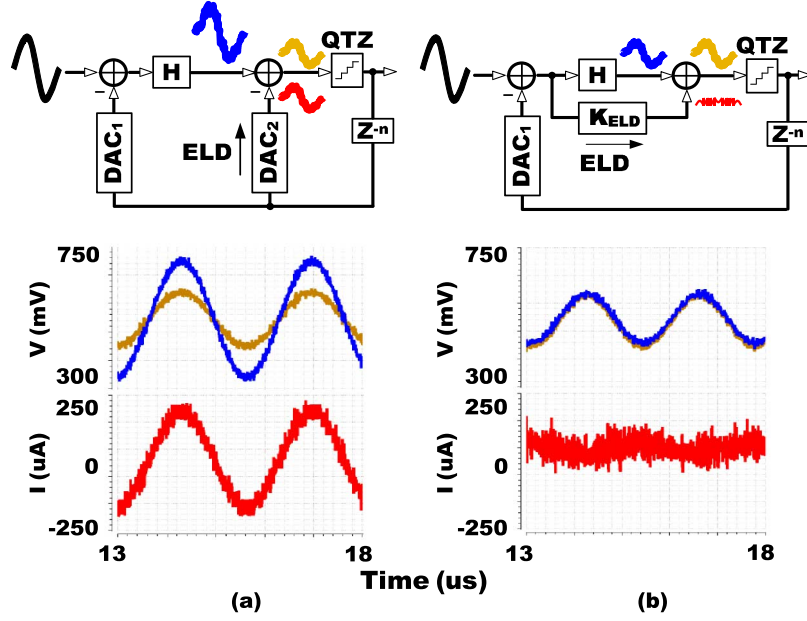 QTZ
H
DAC1
ELD
DAC2
Z-n
QTZ
H
KELD
ELD
DAC1
Z-n
750
V (mV)
300
250
I (uA)
0
-250
13
18
750
V (mV)
300
250
I (uA)
0
-250
13
18
Time (us)
(a)
(b)